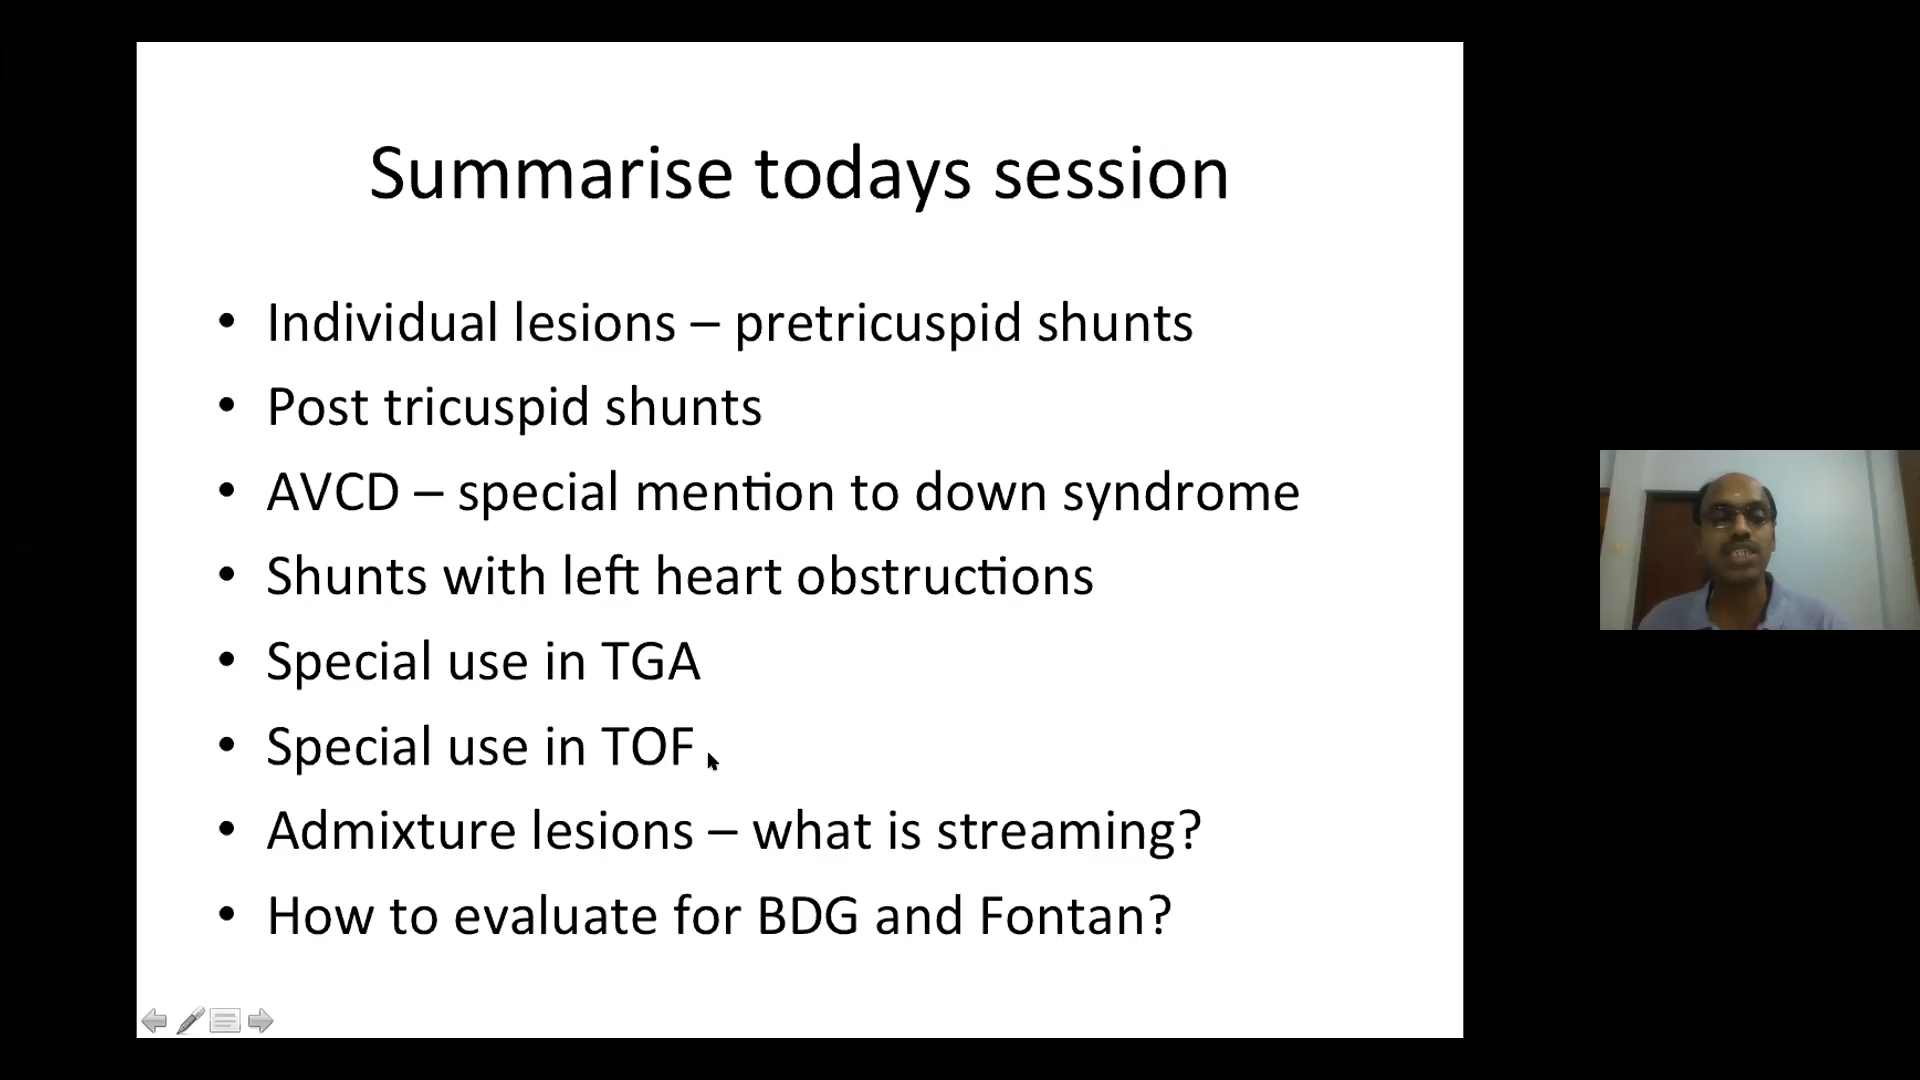 Summarise todays session
• Individual lesions – pretricuspid shunts
• Post tricuspid shunts
• AVCD – special mention to down syndrome
• Shunts with left heart obstructions
• Special use in TGA
• Special use in TOF
• Admixture lesions – what is streaming?
• How to evaluate for BDG and Fontan?